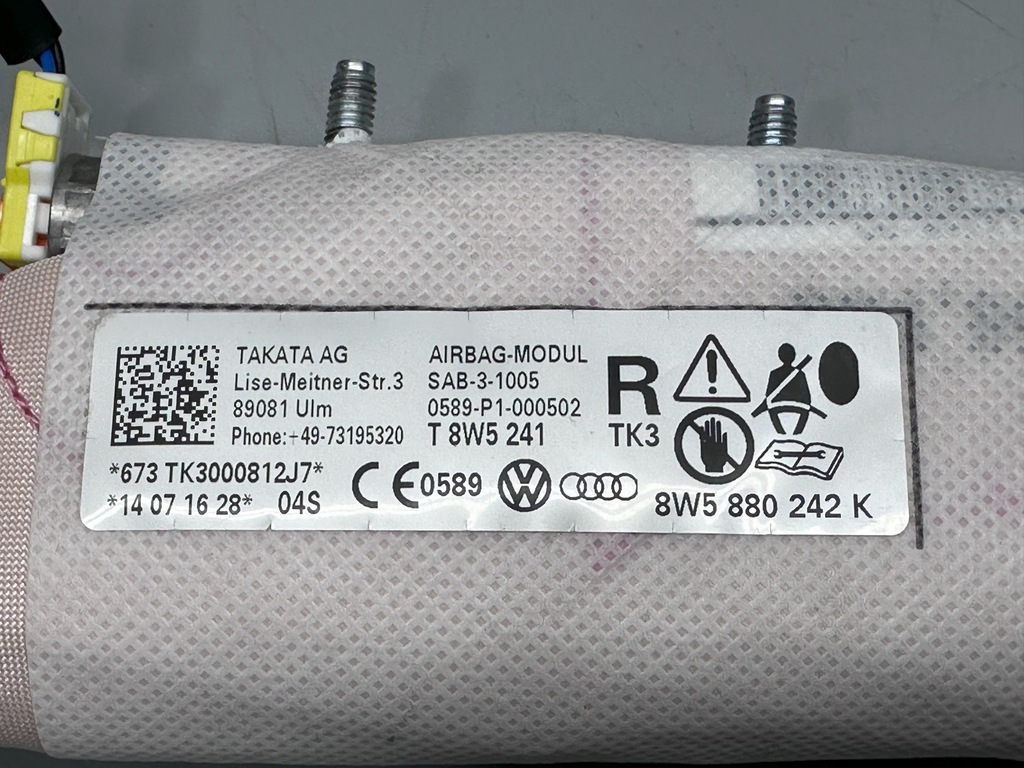 TAKATA AG
Lise-Meitner-Str.3
89081 Ulm
Phone:+49-73195320
*673 TK3000812J7*
*14 07 16 28* 04S
AIRBAG-MODUL
SAB-3-1005
0589-P1-000502
T 8W5 241
R
TK3
CE0589
8W5 880 242 K